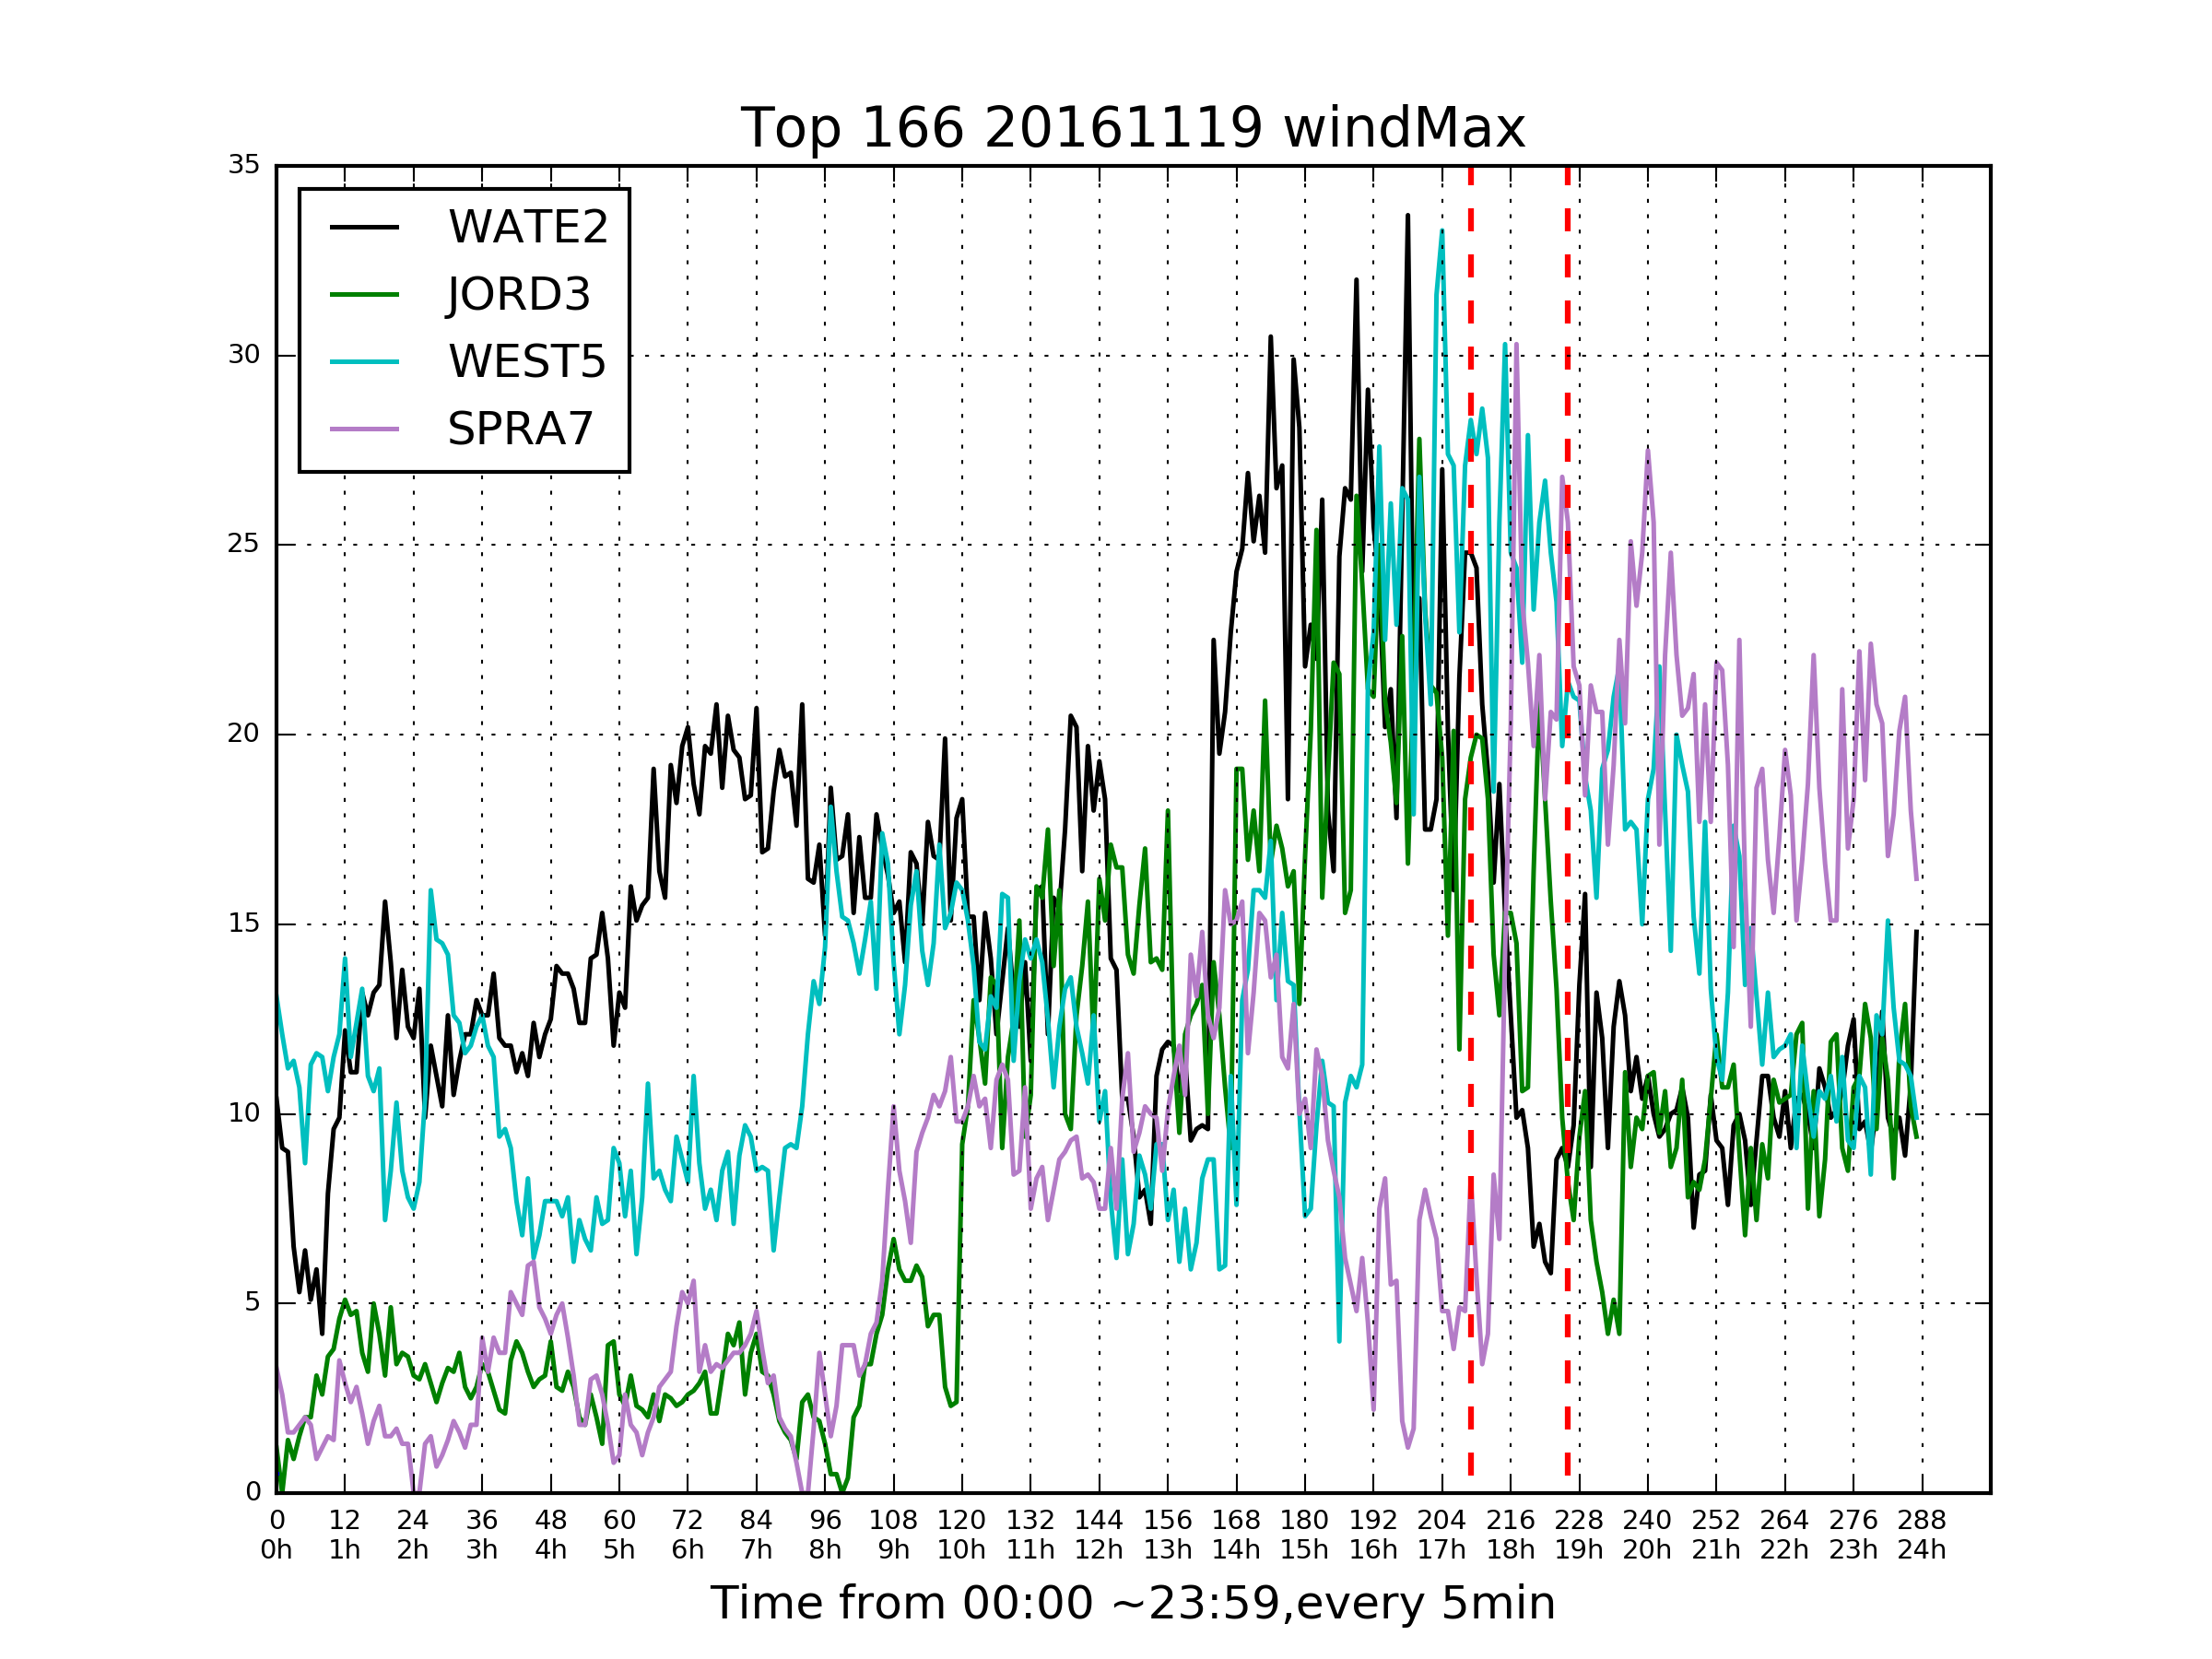 Top 166 20161119 windMax
35
30
25
20
15
10
5
0
WATE2
JORD3
WEST5
SPRA7
0 12 24 36 48 60 72 84 96 108 120 132 144 156 168 180 192 204 216 228 240 252 264 276 288
0h 1h 2h 3h 4h 5h 6h 7h 8h 9h 10h 11h 12h 13h 14h 15h 16h 17h 18h 19h 20h 21h 22h 23h 24h
Time from 00:00 ~23:59,every 5min